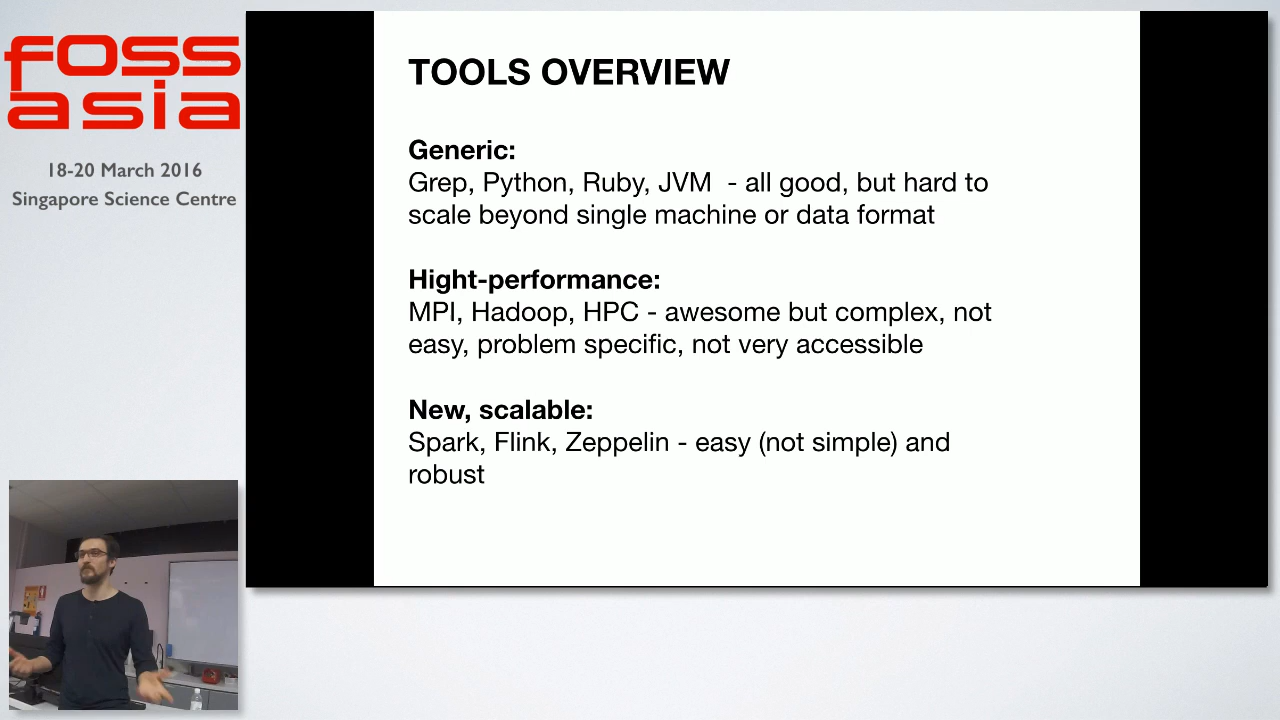 foss
asia
18-20 March 2016
Singapore Science Centre
TOOLS OVERVIEW
Generic:
Grep, Python, Ruby, JVM - all good, but hard to
scale beyond single machine or data format
Hight-performance:
MPI, Hadoop, HPC - awesome but complex, not
easy, problem specific, not very accessible
New, scalable:
Spark, Flink, Zeppelin - easy (not simple) and
robust